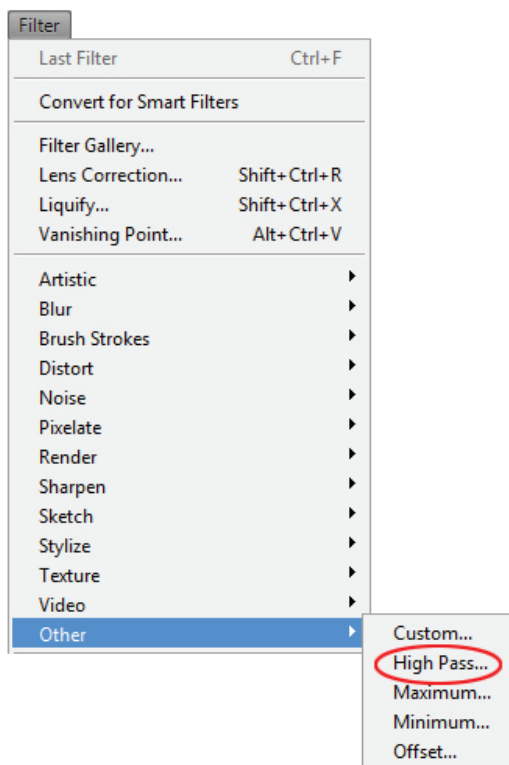 Filter
Last Filter Ctrl+F
Convert for Smart Filters
Filter Gallery...
Lens Correction... Shift+Ctrl+R
Liquify... Shift+Ctrl+X
Vanishing Point... Alt+Ctrl+V
Artistic
Blur
Brush Strokes
Distort
Noise
Pixelate
Render
Sharpen
Sketch
Stylize
Texture
Video
Other
Custom...
High Pass...
Maximum...
Minimum...
Offset...